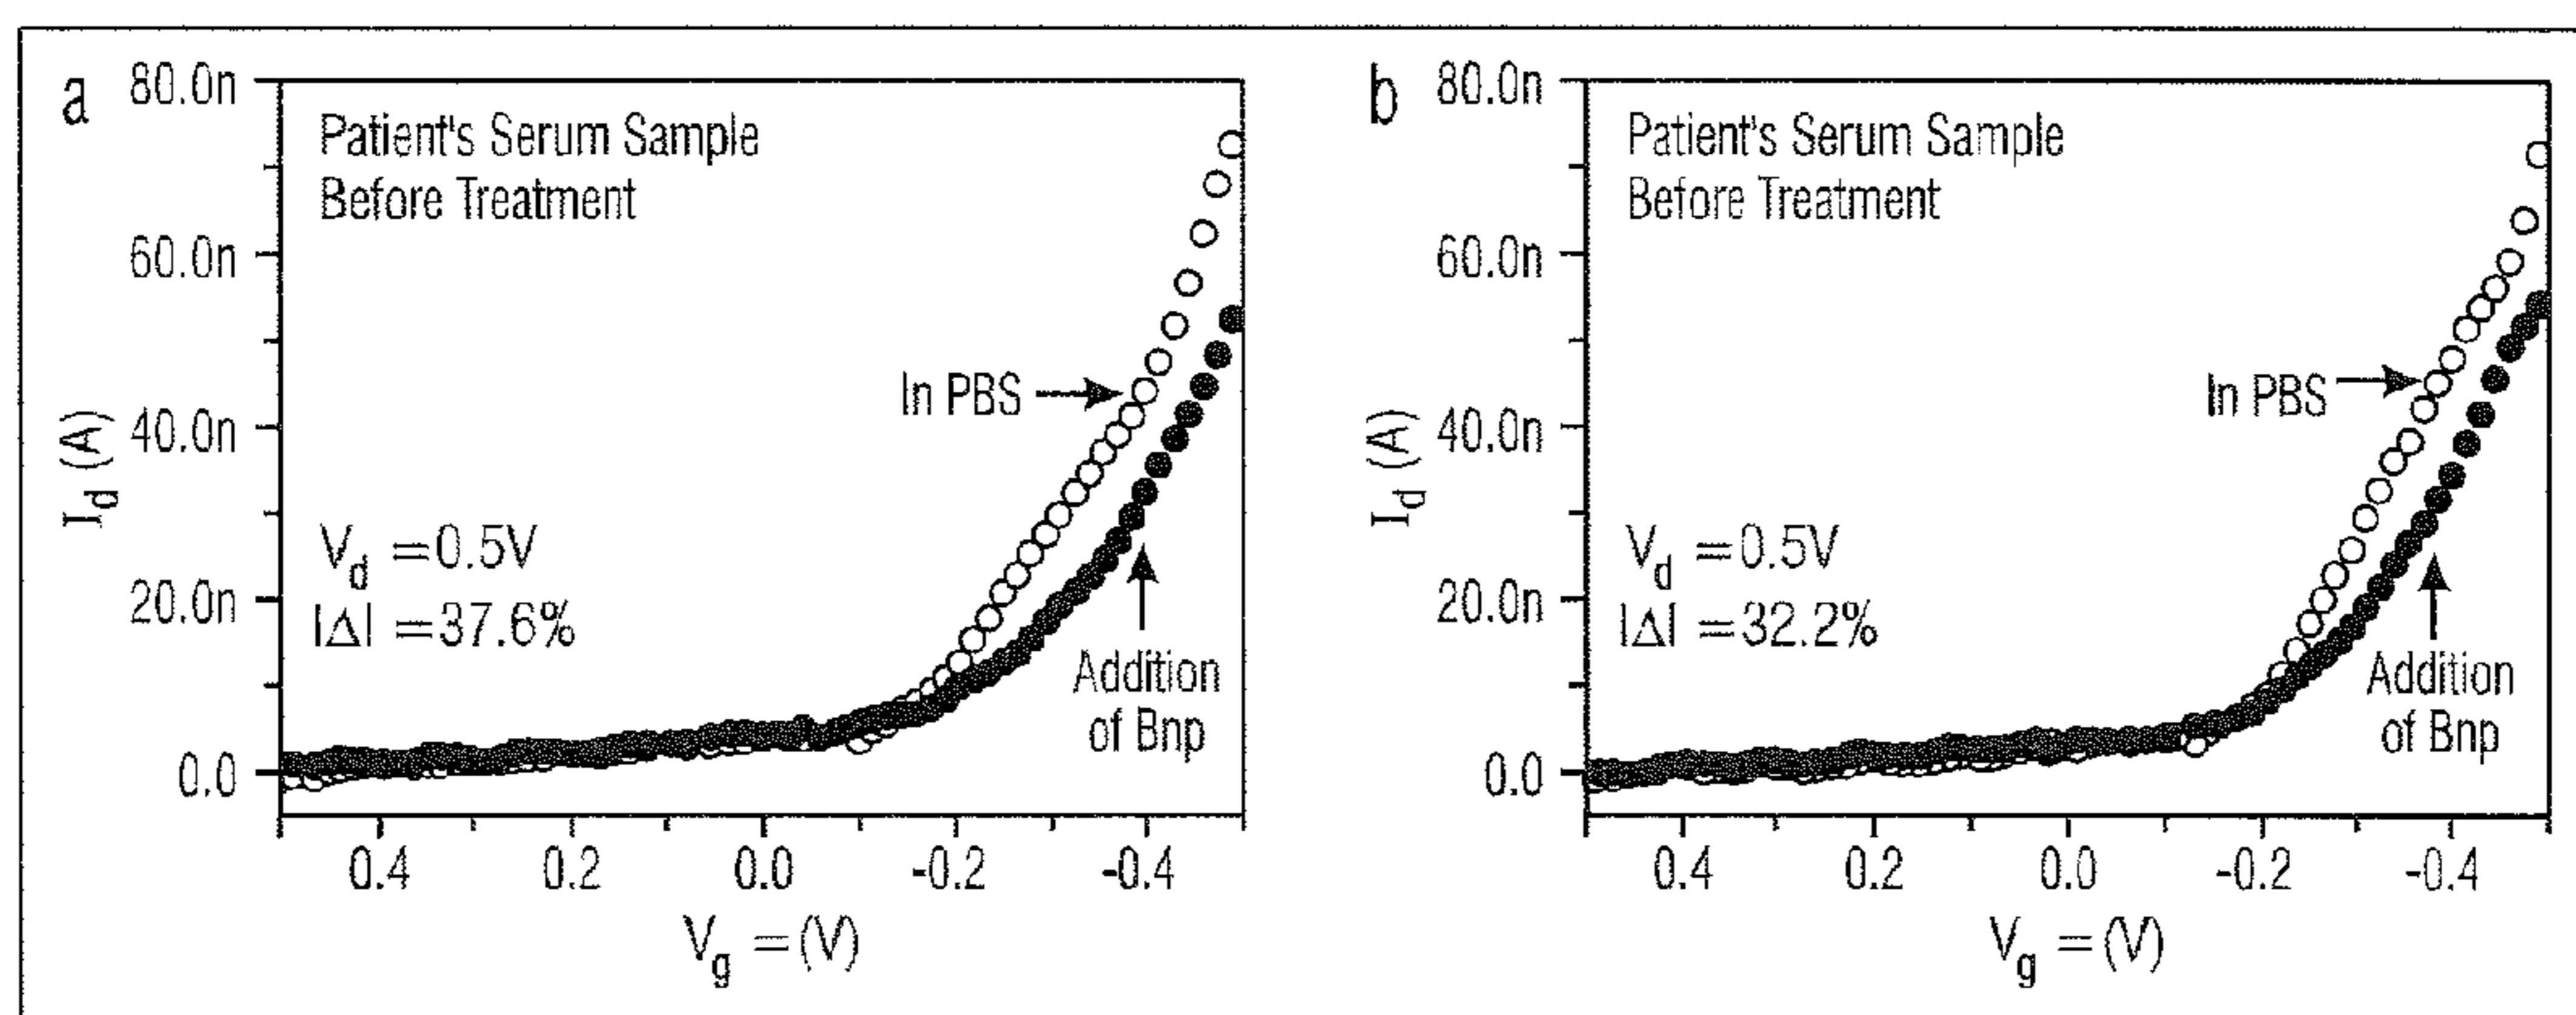 a
80.0n
60.0n
40.0n
20.0n
0.0
I_d (A)
Patient's Serum Sample
Before Treatment
In PBS
V_d =0.5V
|Δ| =37.6%
Addition
of Bnp
0.4 0.2 0.0 -0.2 -0.4
V_g =(V)
b
80.0n
60.0n
40.0n
20.0n
0.0
I_d (A)
Patient's Serum Sample
Before Treatment
In PBS
V_d =0.5V
|Δ| =32.2%
Addition
of Bnp
0.4 0.2 0.0 -0.2 -0.4
V_g =(V)